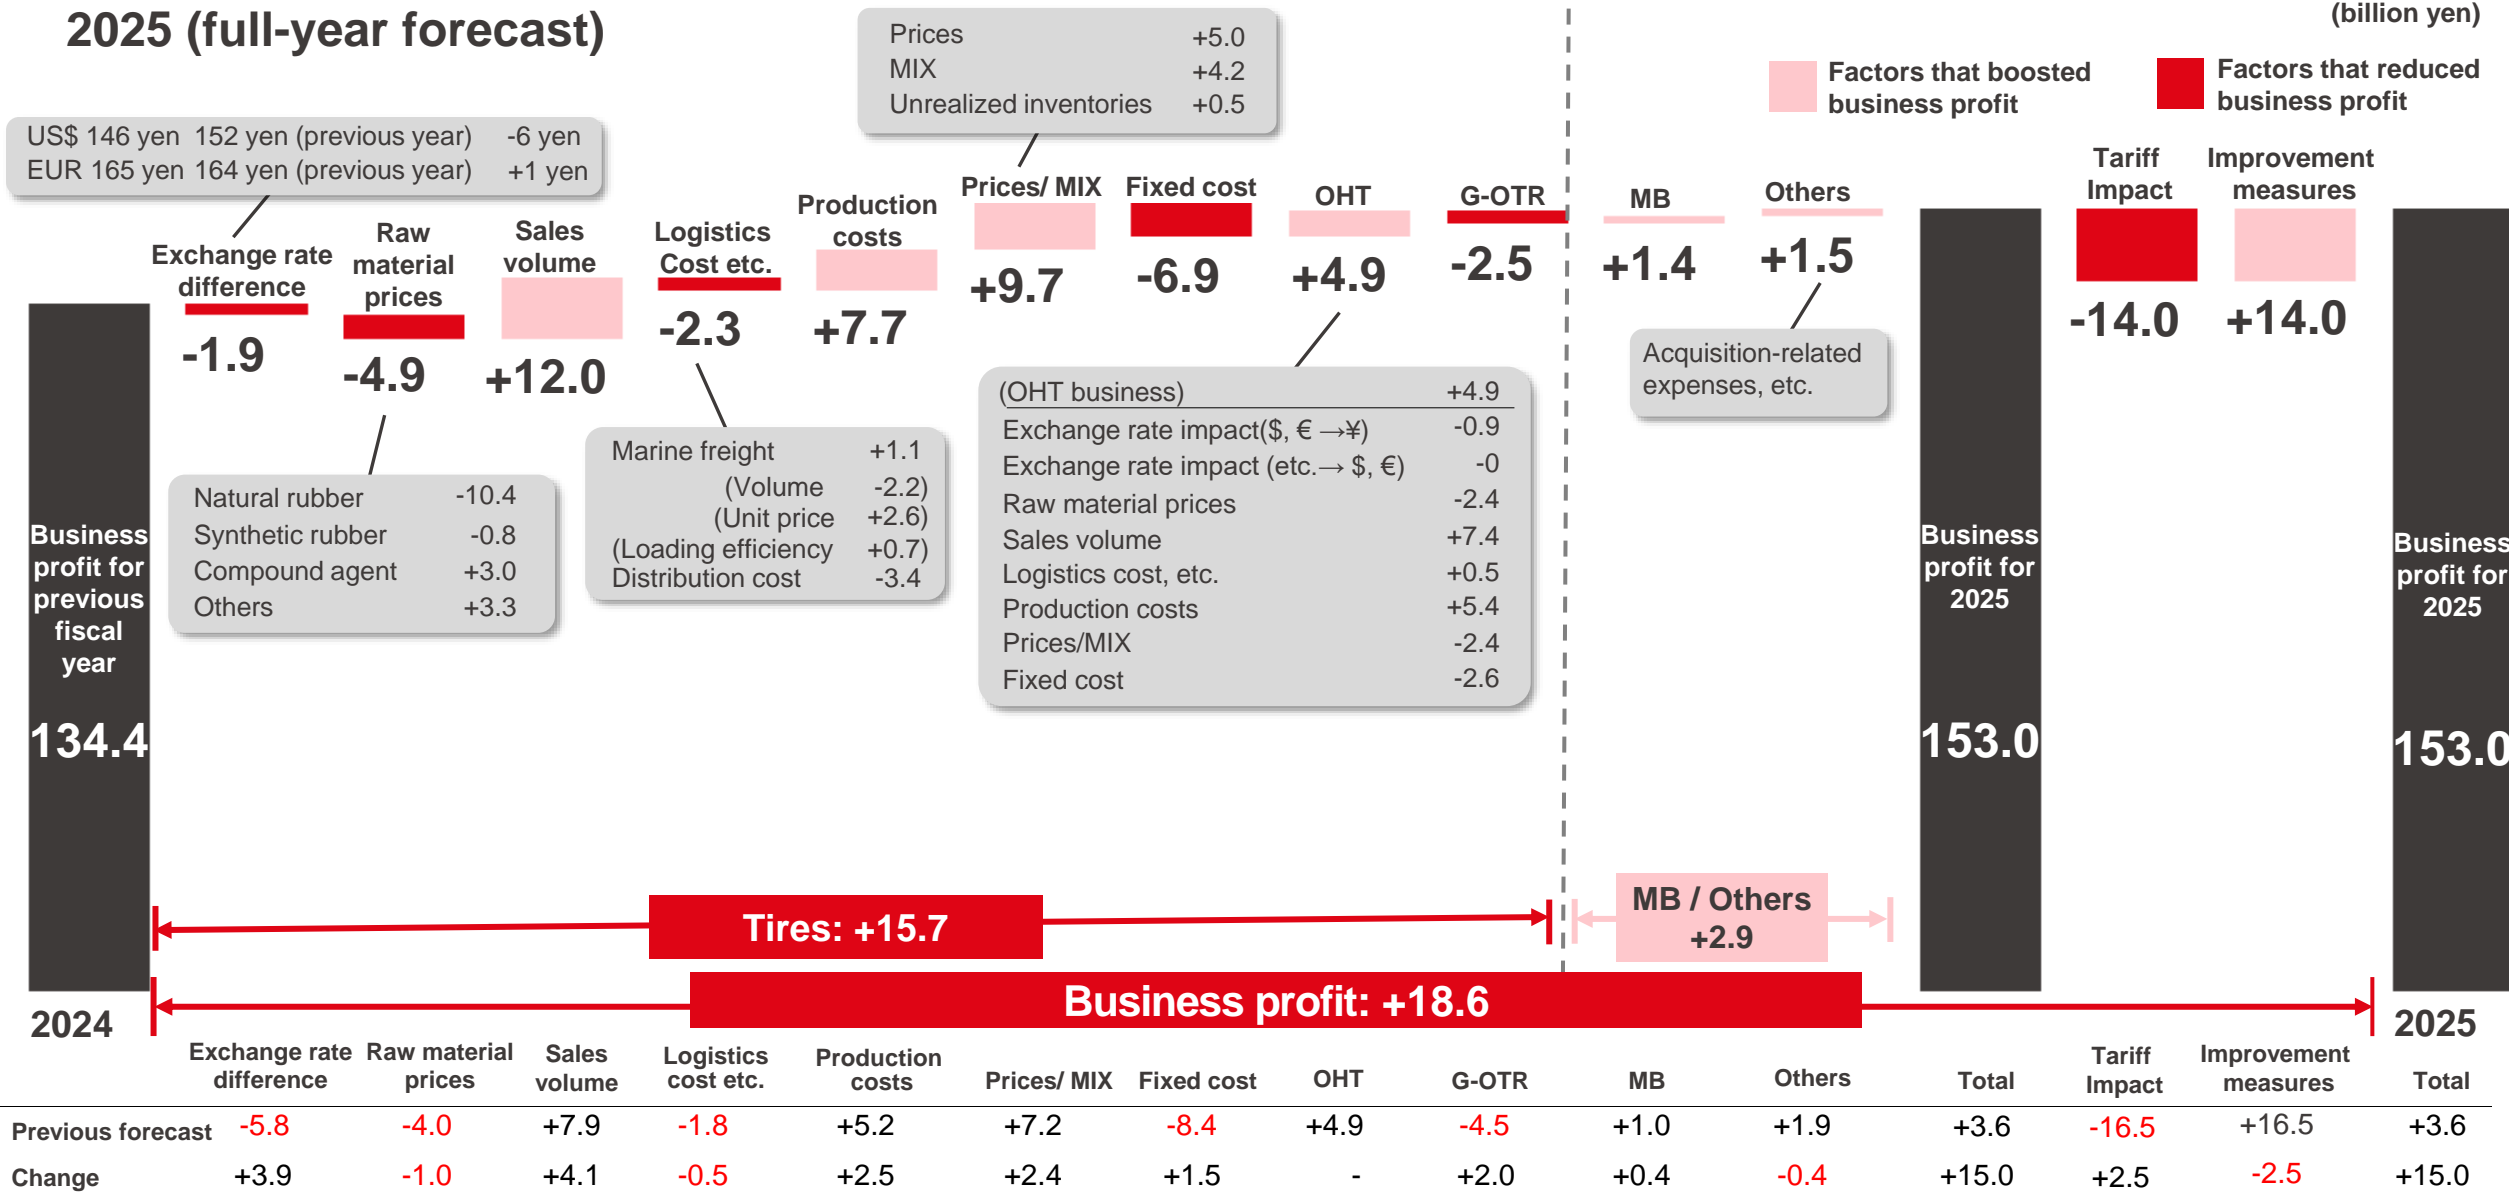 2025 (full-year forecast)
(billion yen)
Factors that boosted
business profit
Factors that reduced
business profit
US$ 146 yen 152 yen (previous year) -6 yen
EUR 165 yen 164 yen (previous year) +1 yen
Prices +5.0
MIX +4.2
Unrealized inventories +0.5
Exchange rate
difference
-1.9
Raw
material
prices
-4.9
Sales
volume
+12.0
Logistics
Cost etc.
-2.3
Production
costs
+7.7
Prices/ MIX
+9.7
Fixed cost
-6.9
OHT
+4.9
G-OTR
-2.5
MB
+1.4
Others
+1.5
Tariff
Impact
-14.0
Improvement
measures
+14.0
Natural rubber -10.4
Synthetic rubber -0.8
Compound agent +3.0
Others +3.3
Marine freight +1.1
(Volume -2.2)
(Unit price +2.6)
(Loading efficiency +0.7)
Distribution cost -3.4
(OHT business) +4.9
Exchange rate impact($, € →¥) -0.9
Exchange rate impact (etc.→ $, €) -0
Raw material prices -2.4
Sales volume +7.4
Logistics cost, etc. +0.5
Production costs +5.4
Prices/MIX -2.4
Fixed cost -2.6
Acquisition-related
expenses, etc.
Business
profit for
previous
fiscal
year
134.4
Business
profit for
2025
153.0
Business
profit for
2025
153.0
Tires: +15.7
MB / Others
+2.9
Business profit: +18.6
2024
2025
Exchange rate
difference
Raw material
prices
Sales
volume
Logistics
cost etc.
Production
costs
Prices/ MIX
Fixed cost
OHT
G-OTR
MB
Others
Total
Tariff
Impact
Improvement
measures
Total
Previous forecast -5.8 -4.0 +7.9 -1.8 +5.2 +7.2 -8.4 +4.9 -4.5 +1.0 +1.9 +3.6 -16.5 +16.5 +3.6
Change +3.9 -1.0 +4.1 -0.5 +2.5 +2.4 +1.5 - +2.0 +0.4 -0.4 +15.0 +2.5 -2.5 +15.0